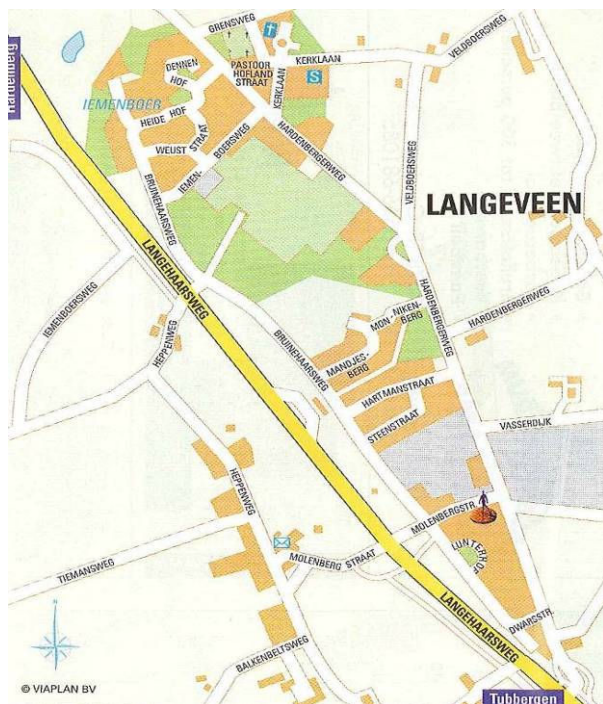 Hardenberg
GRENSWEG
KERKLAAN
PASTOOR
HOFLAND
STRAAT
S
KERKLAAN
VELDBOERSWEG
DENNEN
HOF
IEMENBOER
HEIDE HOF
WEUST STRAAT
IEMEN-
BOERSWEG
HARDENBERGERWEG
VELDBOERSWEG
LANGEVEEN
BRUINEHAARSWEG
LANGEHAARSWEG
IEMENBOERSWEG
HEPPENWEG
HARDENBERGERWEG
HARDENBERGERWEG
MON-
NIKEN-
BERG
MANDJES-
BERG
BRUINEHAARSWEG
HARTMANSTRAAT
STEENSTRAAT
VASSERDIJK
HEPPENWEG
MOLENBERGSTR.
LUNTERHOF
MOLENBERG STRAAT
TIEMANSWEG
LANGEHAARSWEG
DWARSSTR.
N
BALKENBELTSWEG
© VIAPLAN BV
Tubbergen